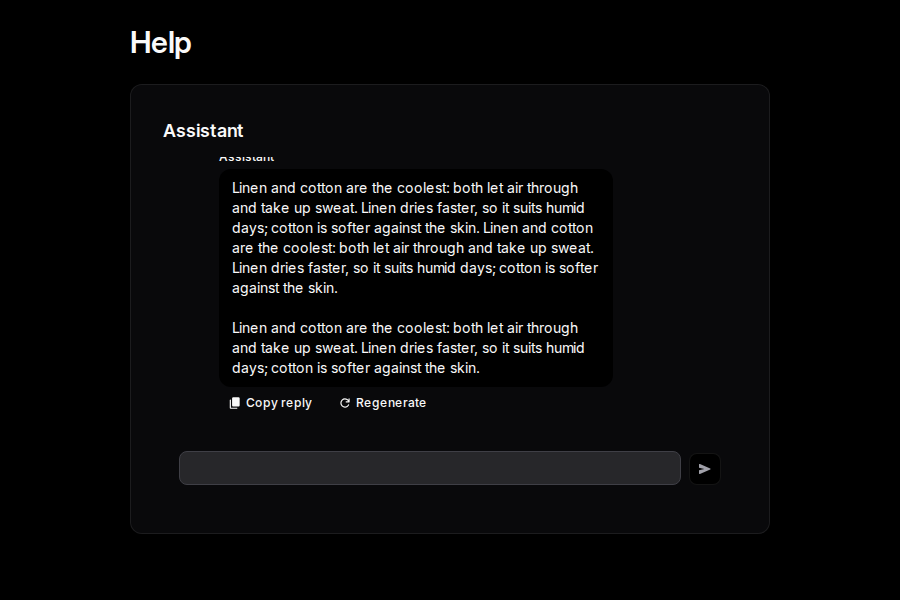 Help
Assistant
Assistant
Linen and cotton are the coolest: both let air through
and take up sweat. Linen dries faster, so it suits humid
days; cotton is softer against the skin. Linen and cotton
are the coolest: both let air through and take up sweat.
Linen dries faster, so it suits humid days; cotton is softer
against the skin.
Linen and cotton are the coolest: both let air through
and take up sweat. Linen dries faster, so it suits humid
days; cotton is softer against the skin.
Copy reply
Regenerate